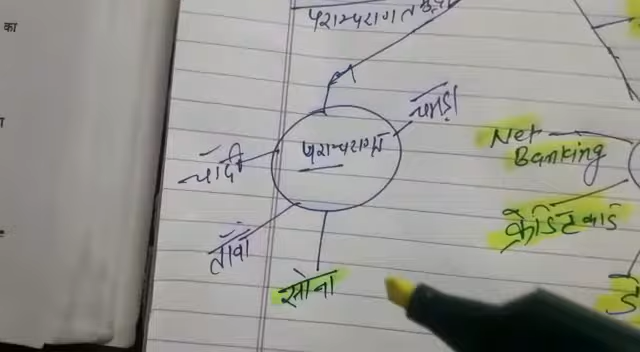 का
परम्परागत मुद्रा
चमड़ा
परम्परागत
चाँदी
ताँबा
सोना
Net
Banking
क्रेडिट कार्ड